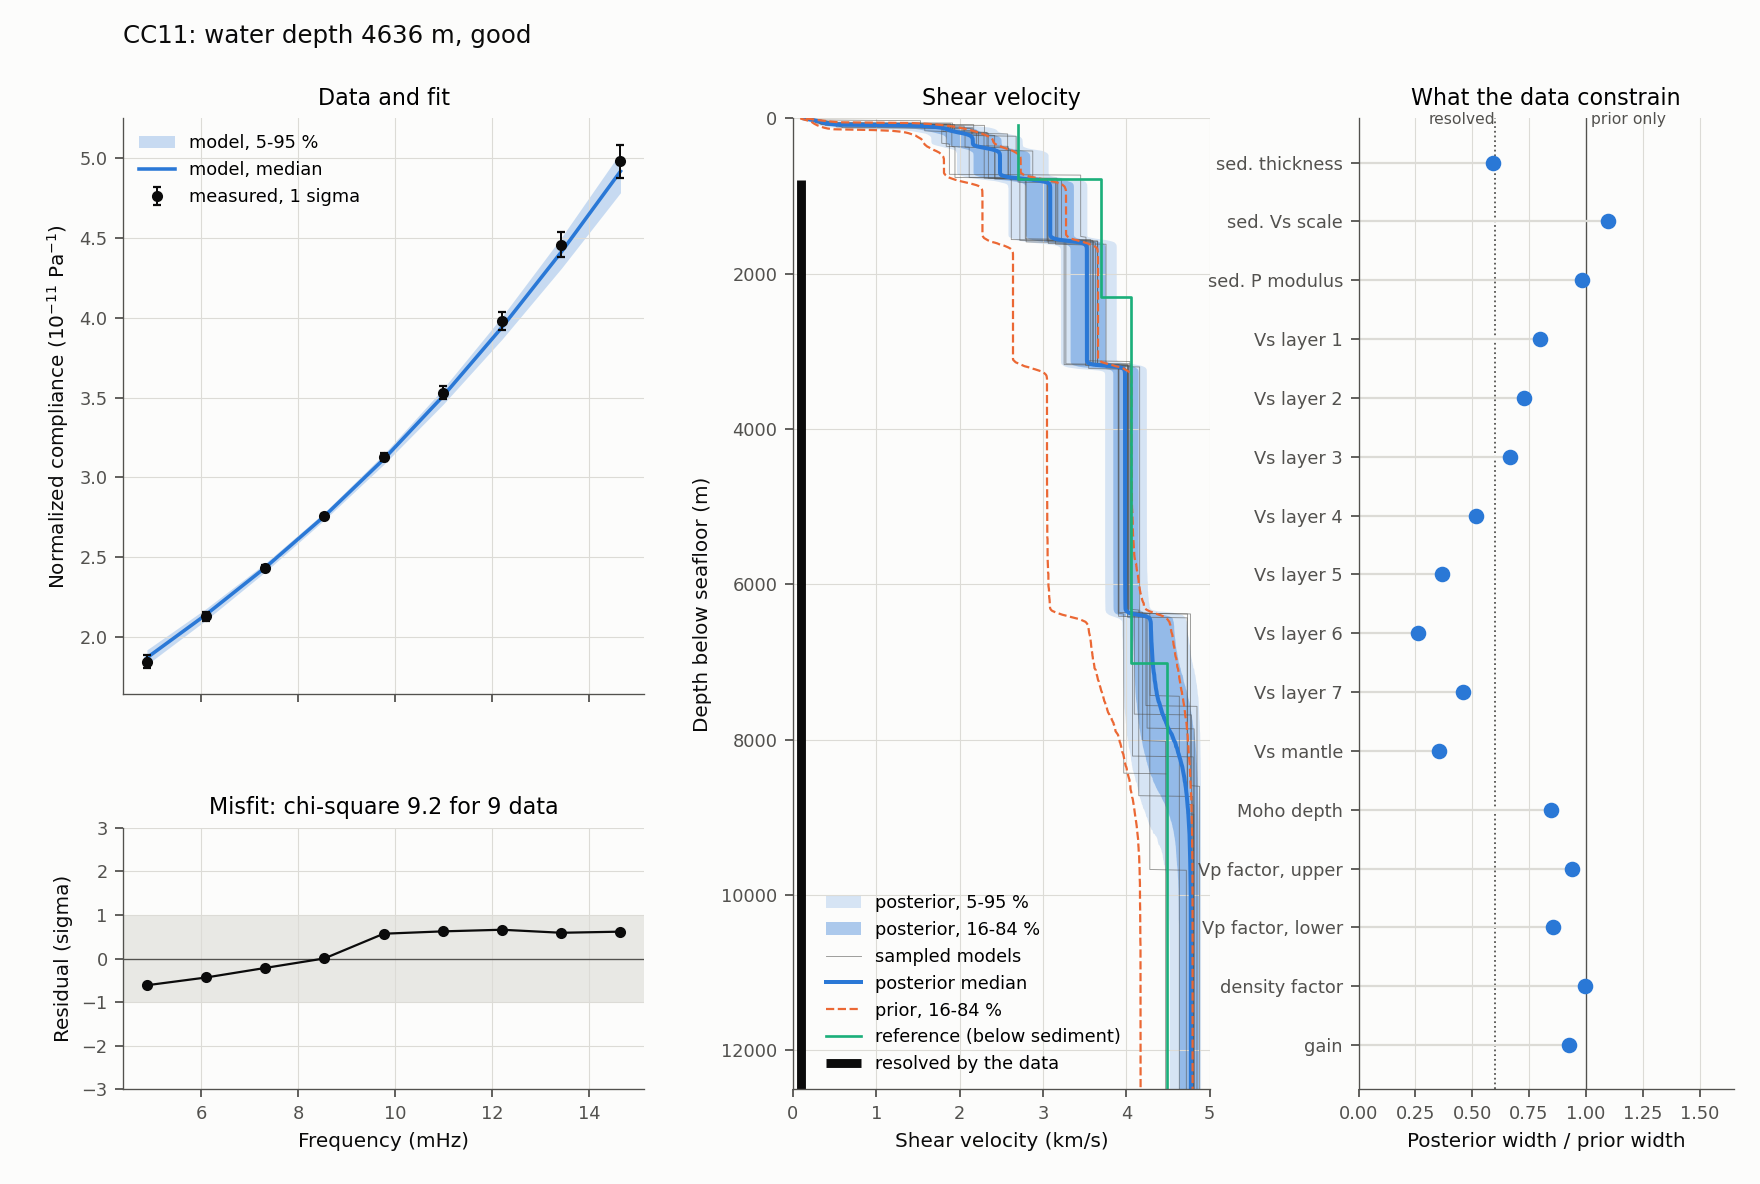 CC11: water depth 4636 m, good
Data and fit
model, 5-95 %
model, median
measured, 1 sigma
Normalized compliance (10⁻¹¹ Pa⁻¹)
5.0
4.5
4.0
3.5
3.0
2.5
2.0
Misfit: chi-square 9.2 for 9 data
Residual (sigma)
3
2
1
0
−1
−2
−3
6 8 10 12 14
Frequency (mHz)
Shear velocity
Depth below seafloor (m)
0
2000
4000
6000
8000
10000
12000
posterior, 5-95 %
posterior, 16-84 %
sampled models
posterior median
prior, 16-84 %
reference (below sediment)
resolved by the data
0 1 2 3 4 5
Shear velocity (km/s)
What the data constrain
resolved prior only
sed. thickness
sed. Vs scale
sed. P modulus
Vs layer 1
Vs layer 2
Vs layer 3
Vs layer 4
Vs layer 5
Vs layer 6
Vs layer 7
Vs mantle
Moho depth
Vp factor, upper
Vp factor, lower
density factor
gain
0.00 0.25 0.50 0.75 1.00 1.25 1.50
Posterior width / prior width